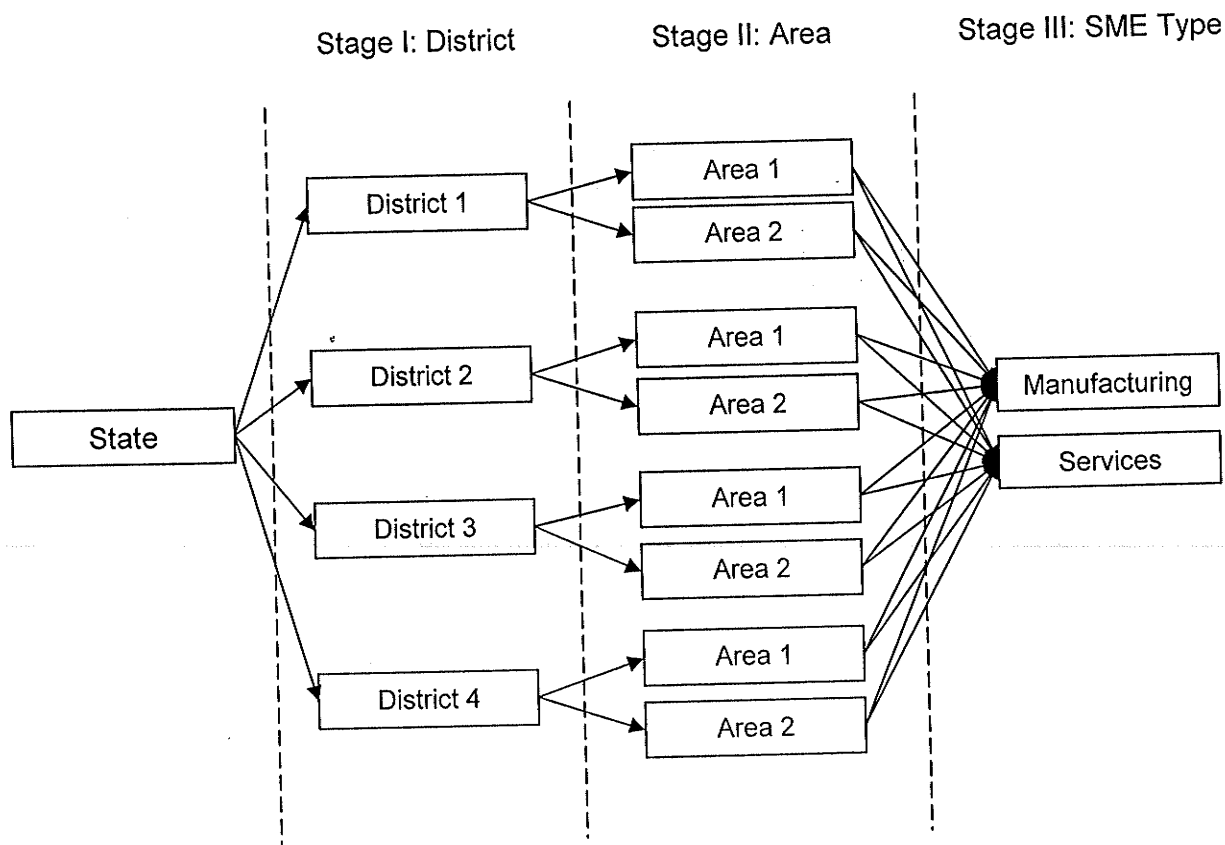 Stage I: District
Stage II: Area
Stage III: SME Type
State
District 1
District 2
District 3
District 4
Area 1
Area 2
Area 1
Area 2
Area 1
Area 2
Area 1
Area 2
Manufacturing
Services